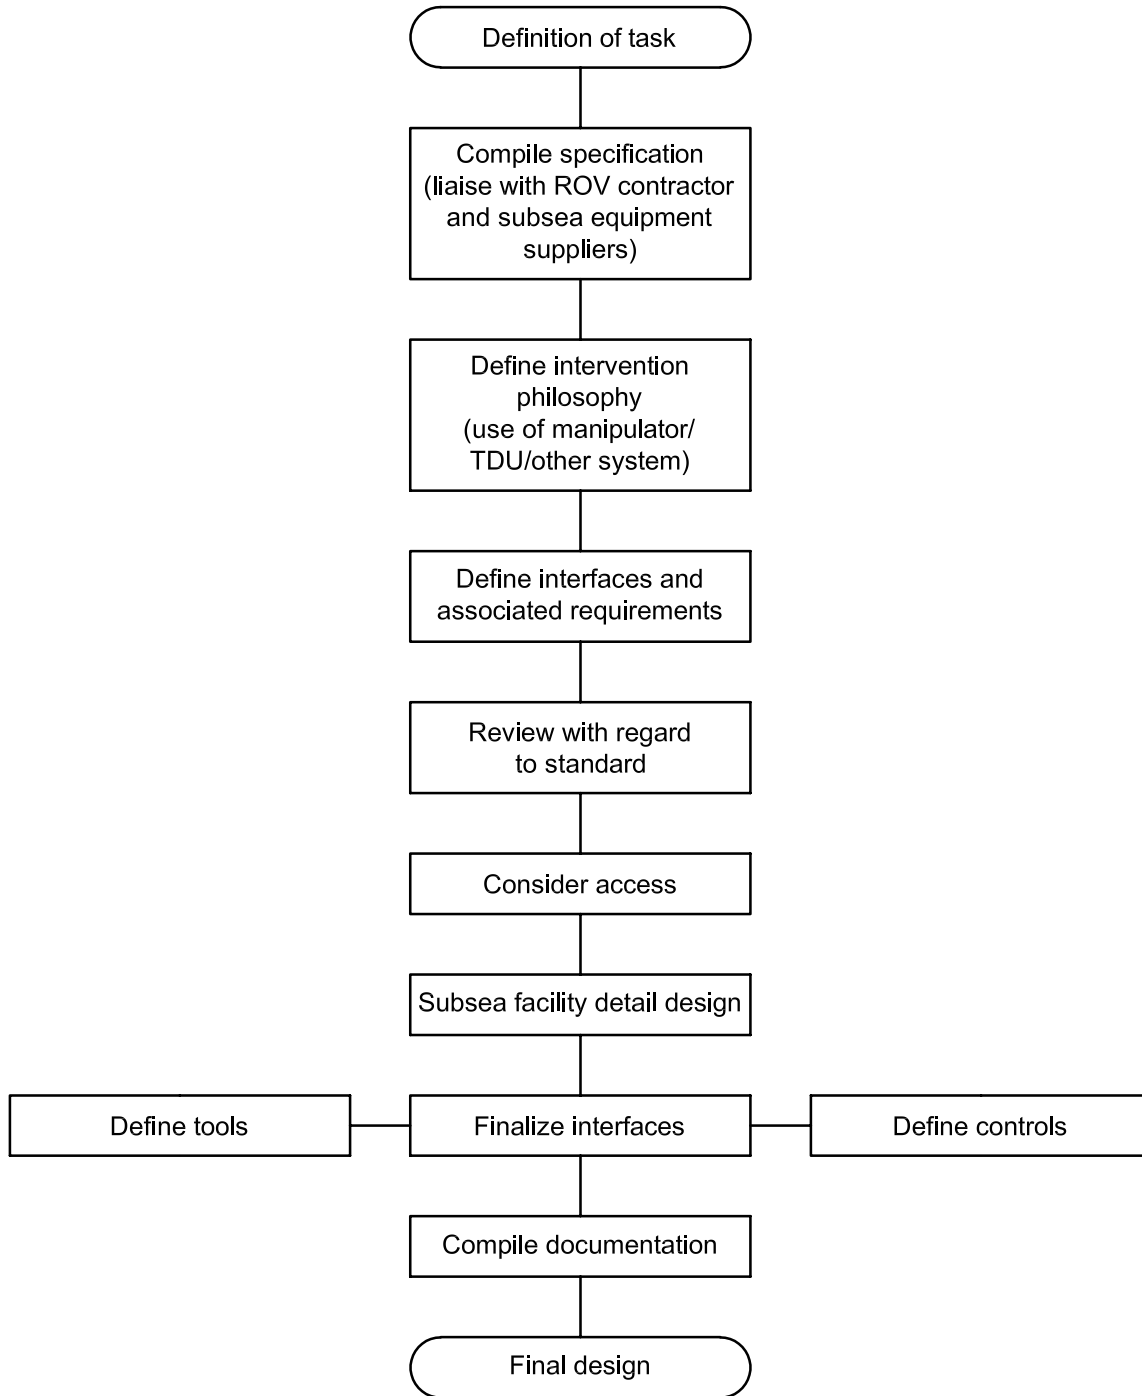 Definition of task
Compile specification
(liaise with ROV contractor
and subsea equipment
suppliers)
Define intervention
philosophy
(use of manipulator/
TDU/other system)
Define interfaces and
associated requirements
Review with regard
to standard
Consider access
Subsea facility detail design
Define tools
Finalize interfaces
Define controls
Compile documentation
Final design